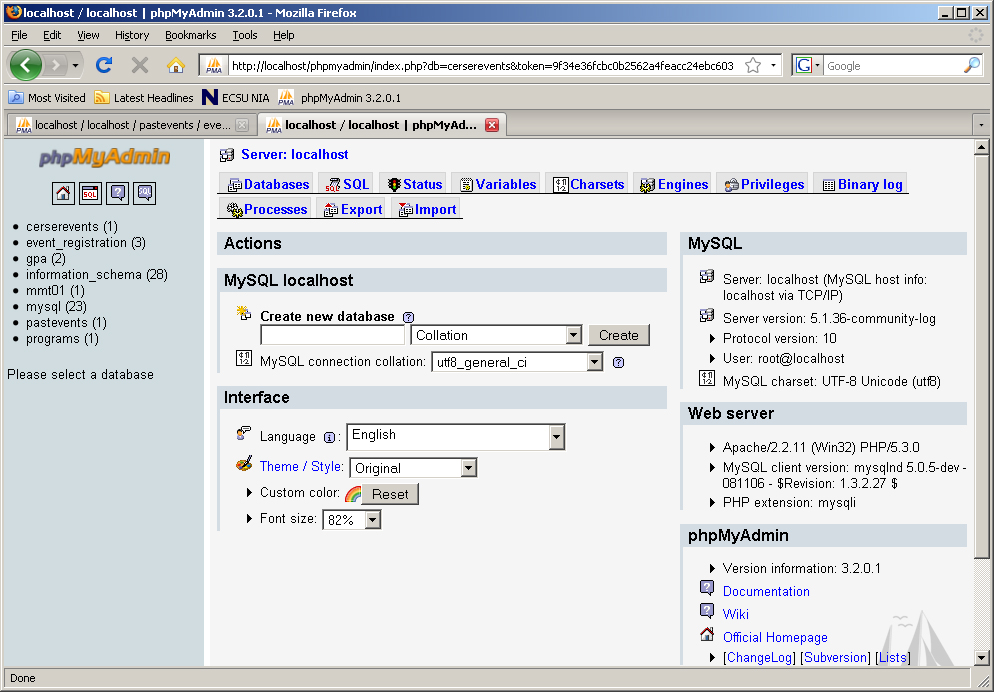 localhost / localhost | phpMyAdmin 3.2.0.1 - Mozilla Firefox
File Edit View History Bookmarks Tools Help
PMA http://localhost/phpmyadmin/index.php?db=cerserevents&token=9f34e36fcbc0b2562a4feacc24ebc603 G Google
Most Visited Latest Headlines N ECSU NIA PMA phpMyAdmin 3.2.0.1
PMA localhost / localhost / pastevents / eve... PMA localhost / localhost | phpMyAd...
phpMyAdmin
SQL ? SQL
cerserevents (1)
event_registration (3)
gpa (2)
information_schema (28)
mmt01 (1)
mysql (23)
pastevents (1)
programs (1)
Please select a database
Server: localhost
Databases SQL Status Variables Charsets Engines Privileges Binary log
Processes Export Import
Actions
MySQL localhost
Create new database ?
Collation Create
MySQL connection collation: utf8_general_ci ?
Interface
Language i : English
Theme / Style: Original
Custom color: Reset
Font size: 82%
MySQL
Server: localhost (MySQL host info:
localhost via TCP/IP)
Server version: 5.1.36-community-log
Protocol version: 10
User: root@localhost
MySQL charset: UTF-8 Unicode (utf8)
Web server
Apache/2.2.11 (Win32) PHP/5.3.0
MySQL client version: mysqlnd 5.0.5-dev -
081106 - $Revision: 1.3.2.27 $
PHP extension: mysqli
phpMyAdmin
Version information: 3.2.0.1
Documentation
Wiki
Official Homepage
[ChangeLog] [Subversion] [Lists]
Done